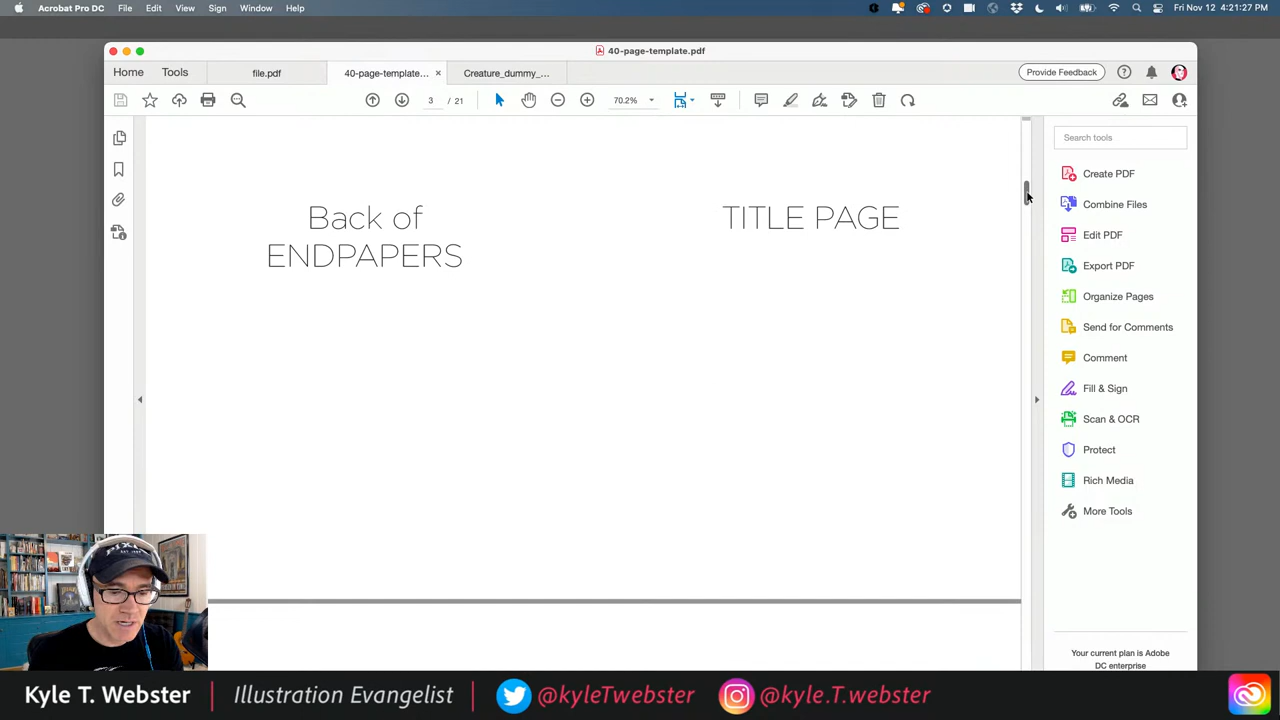 Acrobat Pro DC File Edit View Sign Window Help Fri Nov 12 4:21:27 PM
40-page-template.pdf
Home Tools file.pdf 40-page-template... × Creature_dummy_... Provide Feedback
3 / 21 70.2%
Search tools
Create PDF
Combine Files
Edit PDF
Export PDF
Organize Pages
Send for Comments
Comment
Fill & Sign
Scan & OCR
Protect
Rich Media
More Tools
Your current plan is Adobe
DC enterprise
Back of
ENDPAPERS
TITLE PAGE
Kyle T. Webster | Illustration Evangelist | @kyleTwebster @kyle.T.webster